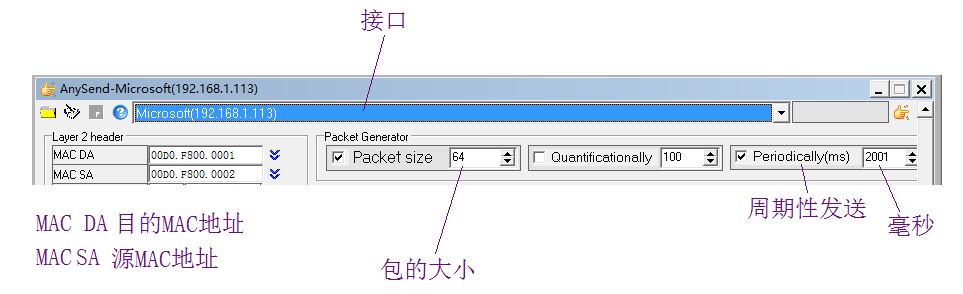 接口
AnySend-Microsoft(192.168.1.113)
Microsoft(192.168.1.113)
Layer 2 header
MAC DA 00D0.F800.0001
MAC SA 00D0.F800.0002
Packet Generator
Packet size 64 Quantificationally 100 Periodically(ms) 2001
周期性发送
毫秒
包的大小
MAC DA 目的MAC地址
MAC SA 源MAC地址